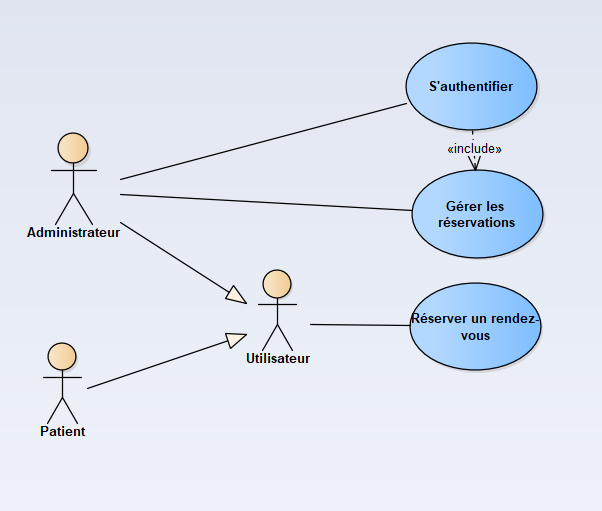 S'authentifier
«include»
Gérer les
réservations
Administrateur
Réserver un rendez-
vous
Utilisateur
Patient